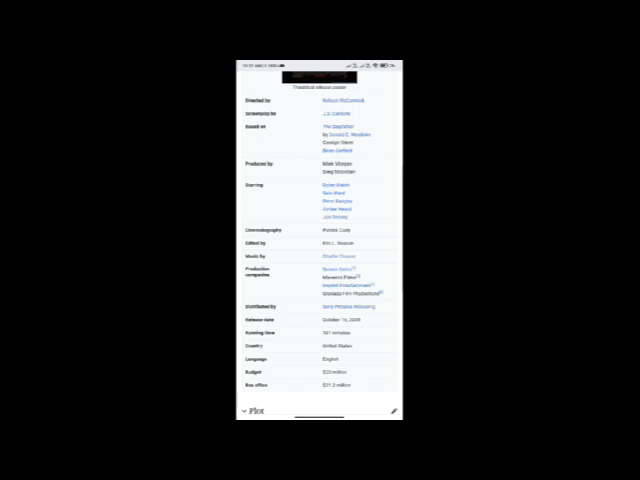 Theatrical release poster
Directed by Nelson McCormick
Screenplay by J.S. Cardone
Based on The Stepfather
by Donald E. Westlake
Carolyn Starin
Brian Garfield
Produced by Mark Morgan
Greg Mooradian
Starring Dylan Walsh
Sela Ward
Penn Badgley
Amber Heard
Jon Tenney
Cinematography Patrick Cady
Edited by Eric L. Beason
Music by Charlie Clouser
Production companies
Screen Gems
Maverick Films
Imprint Entertainment
Granada Film Productions
Distributed by Sony Pictures Releasing
Release date October 16, 2009
Running time 101 minutes
Country United States
Language English
Budget $20 million
Box office $31.2 million
Plot